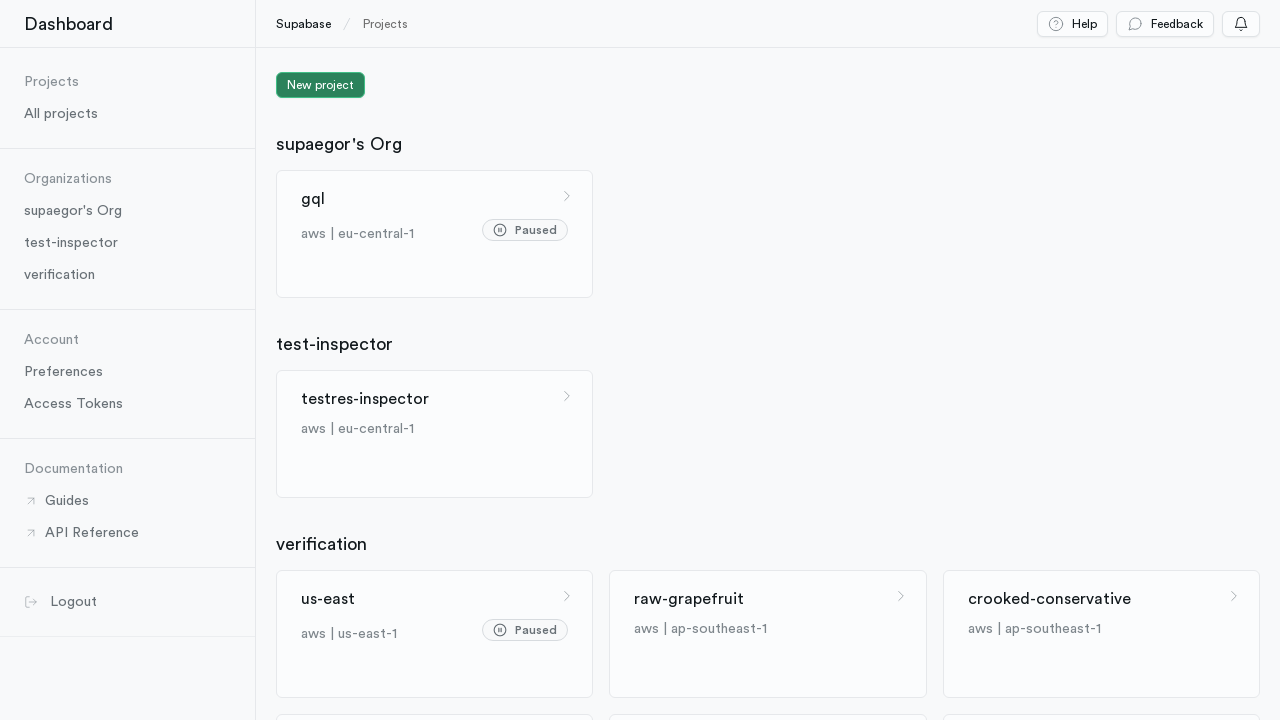 Dashboard
Projects
All projects
Organizations
supaegor's Org
test-inspector
verification
Account
Preferences
Access Tokens
Documentation
Guides
API Reference
Logout
Supabase / Projects
Help
Feedback
New project
supaegor's Org
gql
aws | eu-central-1
Paused
test-inspector
testres-inspector
aws | eu-central-1
verification
us-east
aws | us-east-1
Paused
raw-grapefruit
aws | ap-southeast-1
crooked-conservative
aws | ap-southeast-1